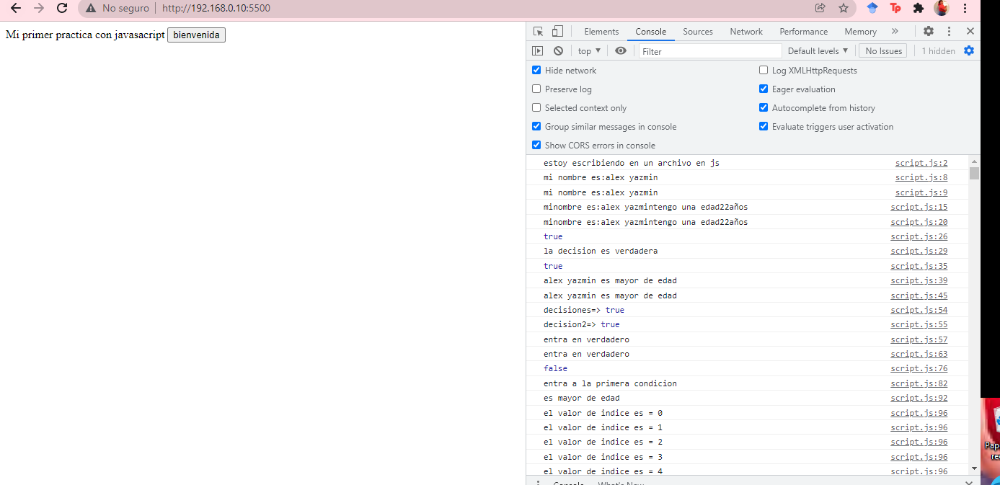 No seguro http://192.168.0.10:5500
Mi primer practica con javasacript bienvenida
Elements Console Sources Network Performance Memory
top Filter Default levels No Issues 1 hidden
Hide network Log XMLHttpRequests
Preserve log Eager evaluation
Selected context only Autocomplete from history
Group similar messages in console Evaluate triggers user activation
Show CORS errors in console
estoy escribiendo en un archivo en js script.js:2
mi nombre es:alex yazmin script.js:8
mi nombre es:alex yazmin script.js:9
minombre es:alex yazmintengo una edad22años script.js:15
minombre es:alex yazmintengo una edad22años script.js:20
true script.js:26
la decision es verdadera script.js:29
true script.js:35
alex yazmin es mayor de edad script.js:39
alex yazmin es mayor de edad script.js:45
decisiones=> true script.js:54
decision2=> true script.js:55
entra en verdadero script.js:57
entra en verdadero script.js:63
false script.js:76
entra a la primera condicion script.js:82
es mayor de edad script.js:92
el valor de indice es = 0 script.js:96
el valor de indice es = 1 script.js:96
el valor de indice es = 2 script.js:96
el valor de indice es = 3 script.js:96
el valor de indice es = 4 script.js:96
Console What's New
Pap
rec